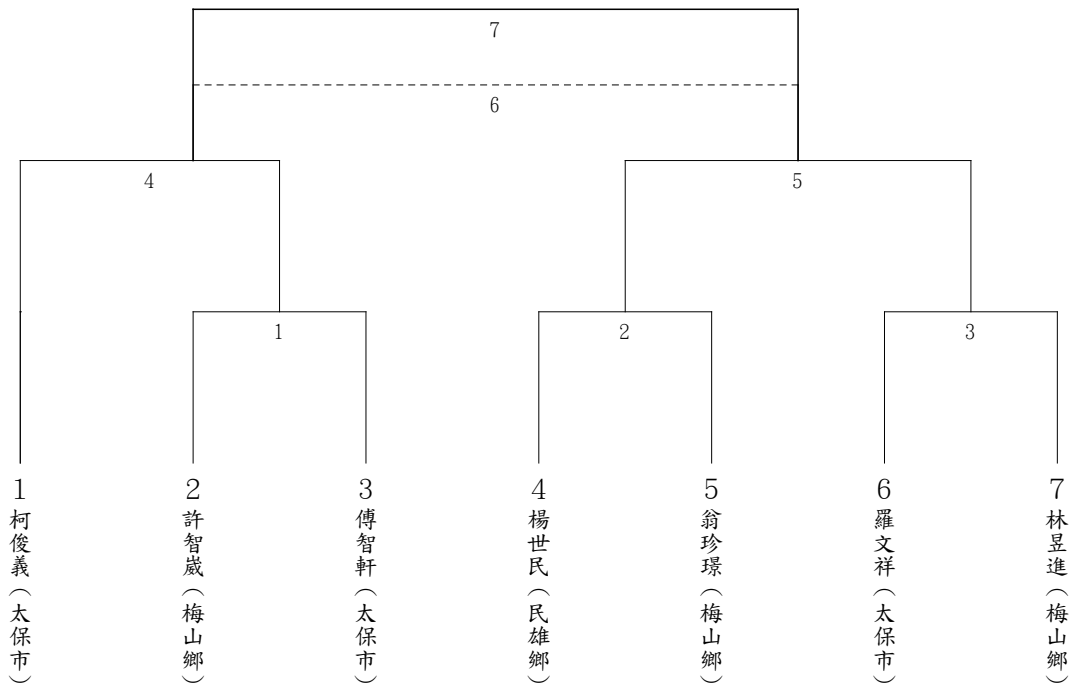 7
6
4
5
1
2
3
1
柯俊義（太保市）
2
許智崴（梅山鄉）
3
傅智軒（太保市）
4
楊世民（民雄鄉）
5
翁珍璟（梅山鄉）
6
羅文祥（太保市）
7
林昱進（梅山鄉）